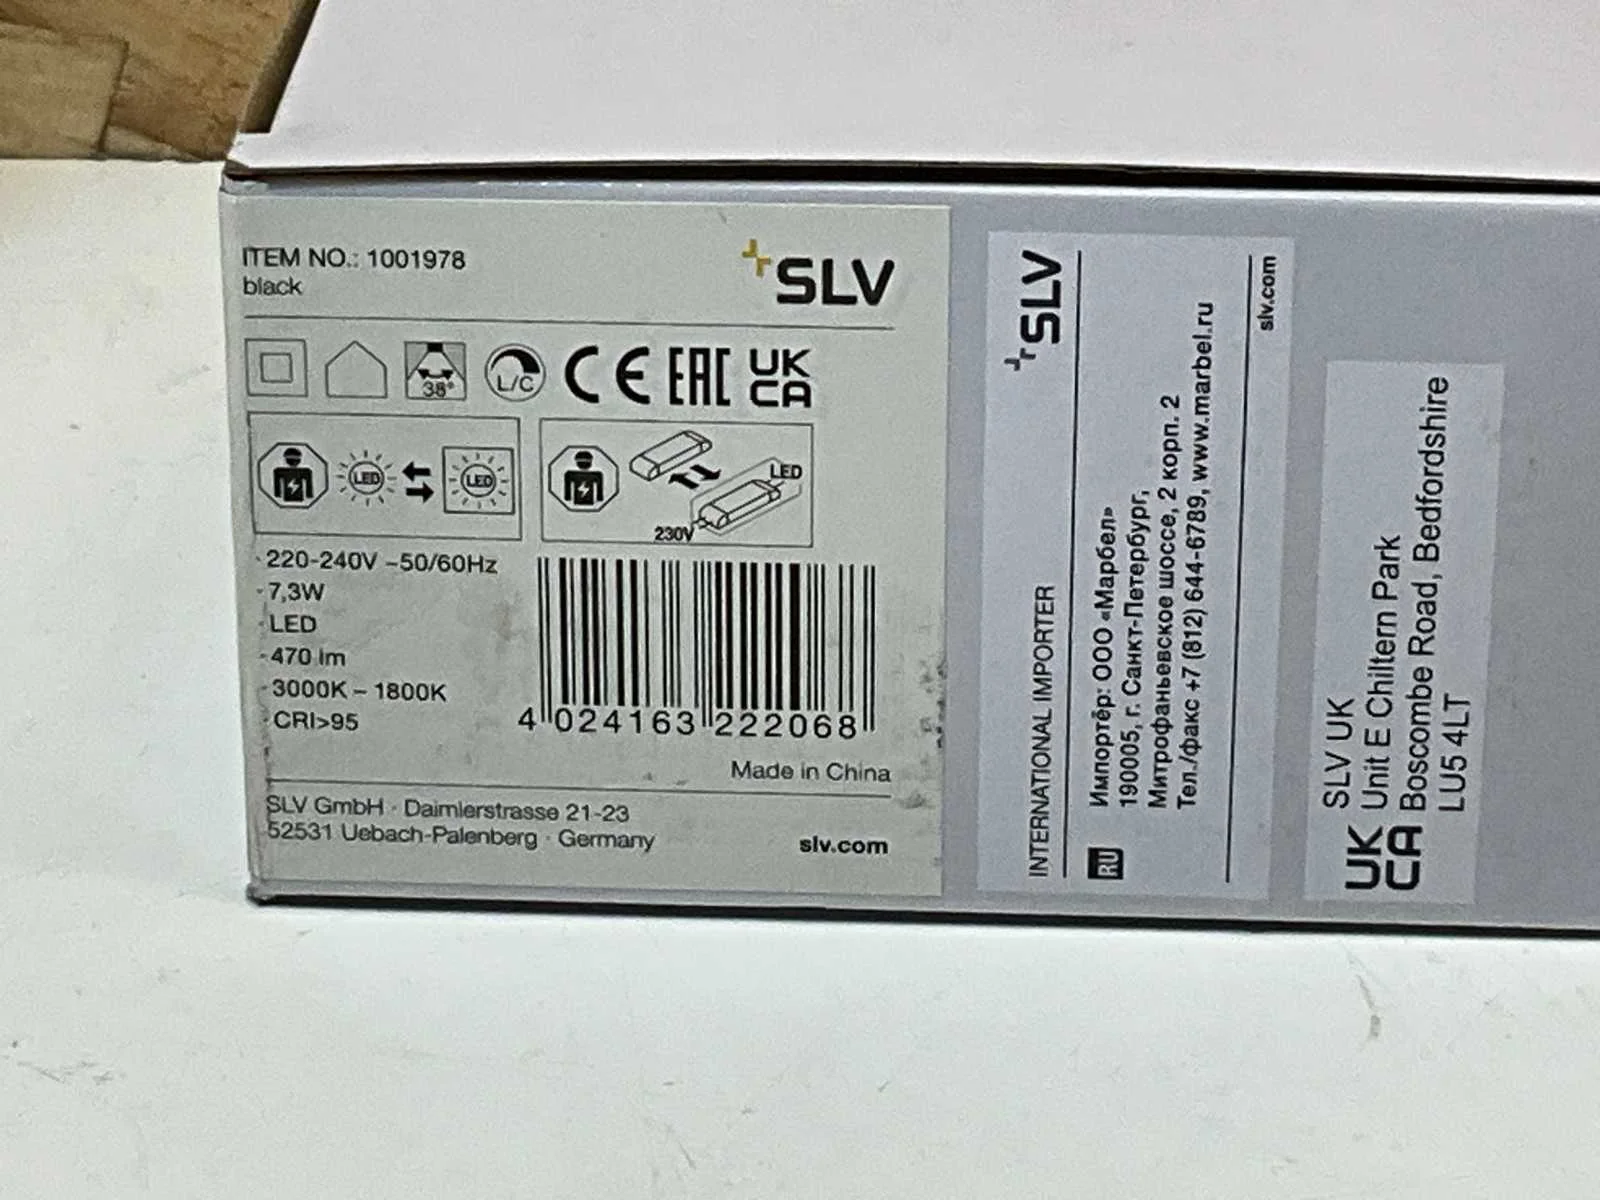 ITEM NO.: 1001978
black
SLV
38°
L/C
CE EAC UK
CA
LED
LED
LED
230V
220-240V ~50/60Hz
7,3W
LED
470 lm
3000K – 1800K
CRI>95
4 024163 222068
Made in China
SLV GmbH · Daimlerstrasse 21-23
52531 Uebach-Palenberg · Germany
slv.com
SLV
INTERNATIONAL IMPORTER
RU
Импортёр: ООО «Марбел»
190005, г. Санкт-Петербург,
Митрофаньевское шоссе, 2 корп. 2
Тел./факс +7 (812) 644-6789, www.marbel.ru
slv.com
UK
CA
SLV UK
Unit E Chiltern Park
Boscombe Road, Bedfordshire
LU5 4LT